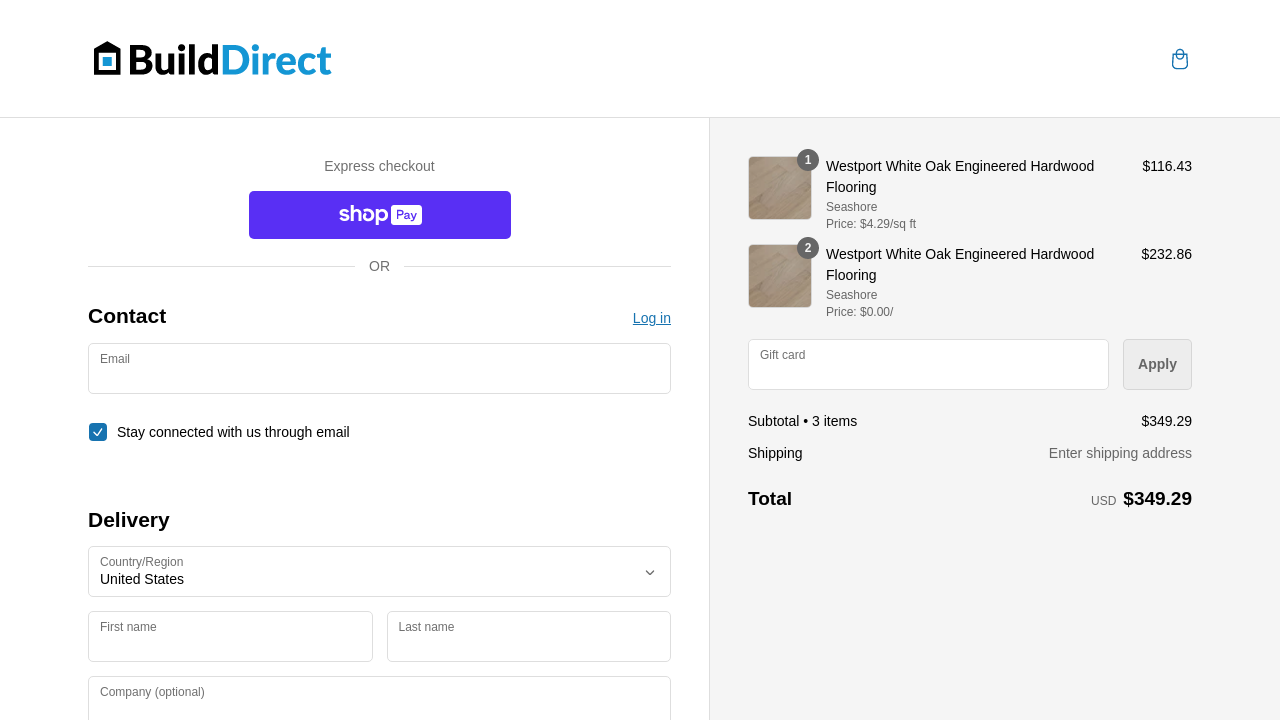 BuildDirect
Express checkout
shop Pay
OR
Contact
Log in
Email
Stay connected with us through email
Delivery
Country/Region
United States
First name
Last name
Company (optional)
1
Westport White Oak Engineered Hardwood
Flooring
$116.43
Seashore
Price: $4.29/sq ft
2
Westport White Oak Engineered Hardwood
Flooring
$232.86
Seashore
Price: $0.00/
Gift card
Apply
Subtotal • 3 items
$349.29
Shipping
Enter shipping address
Total
USD $349.29